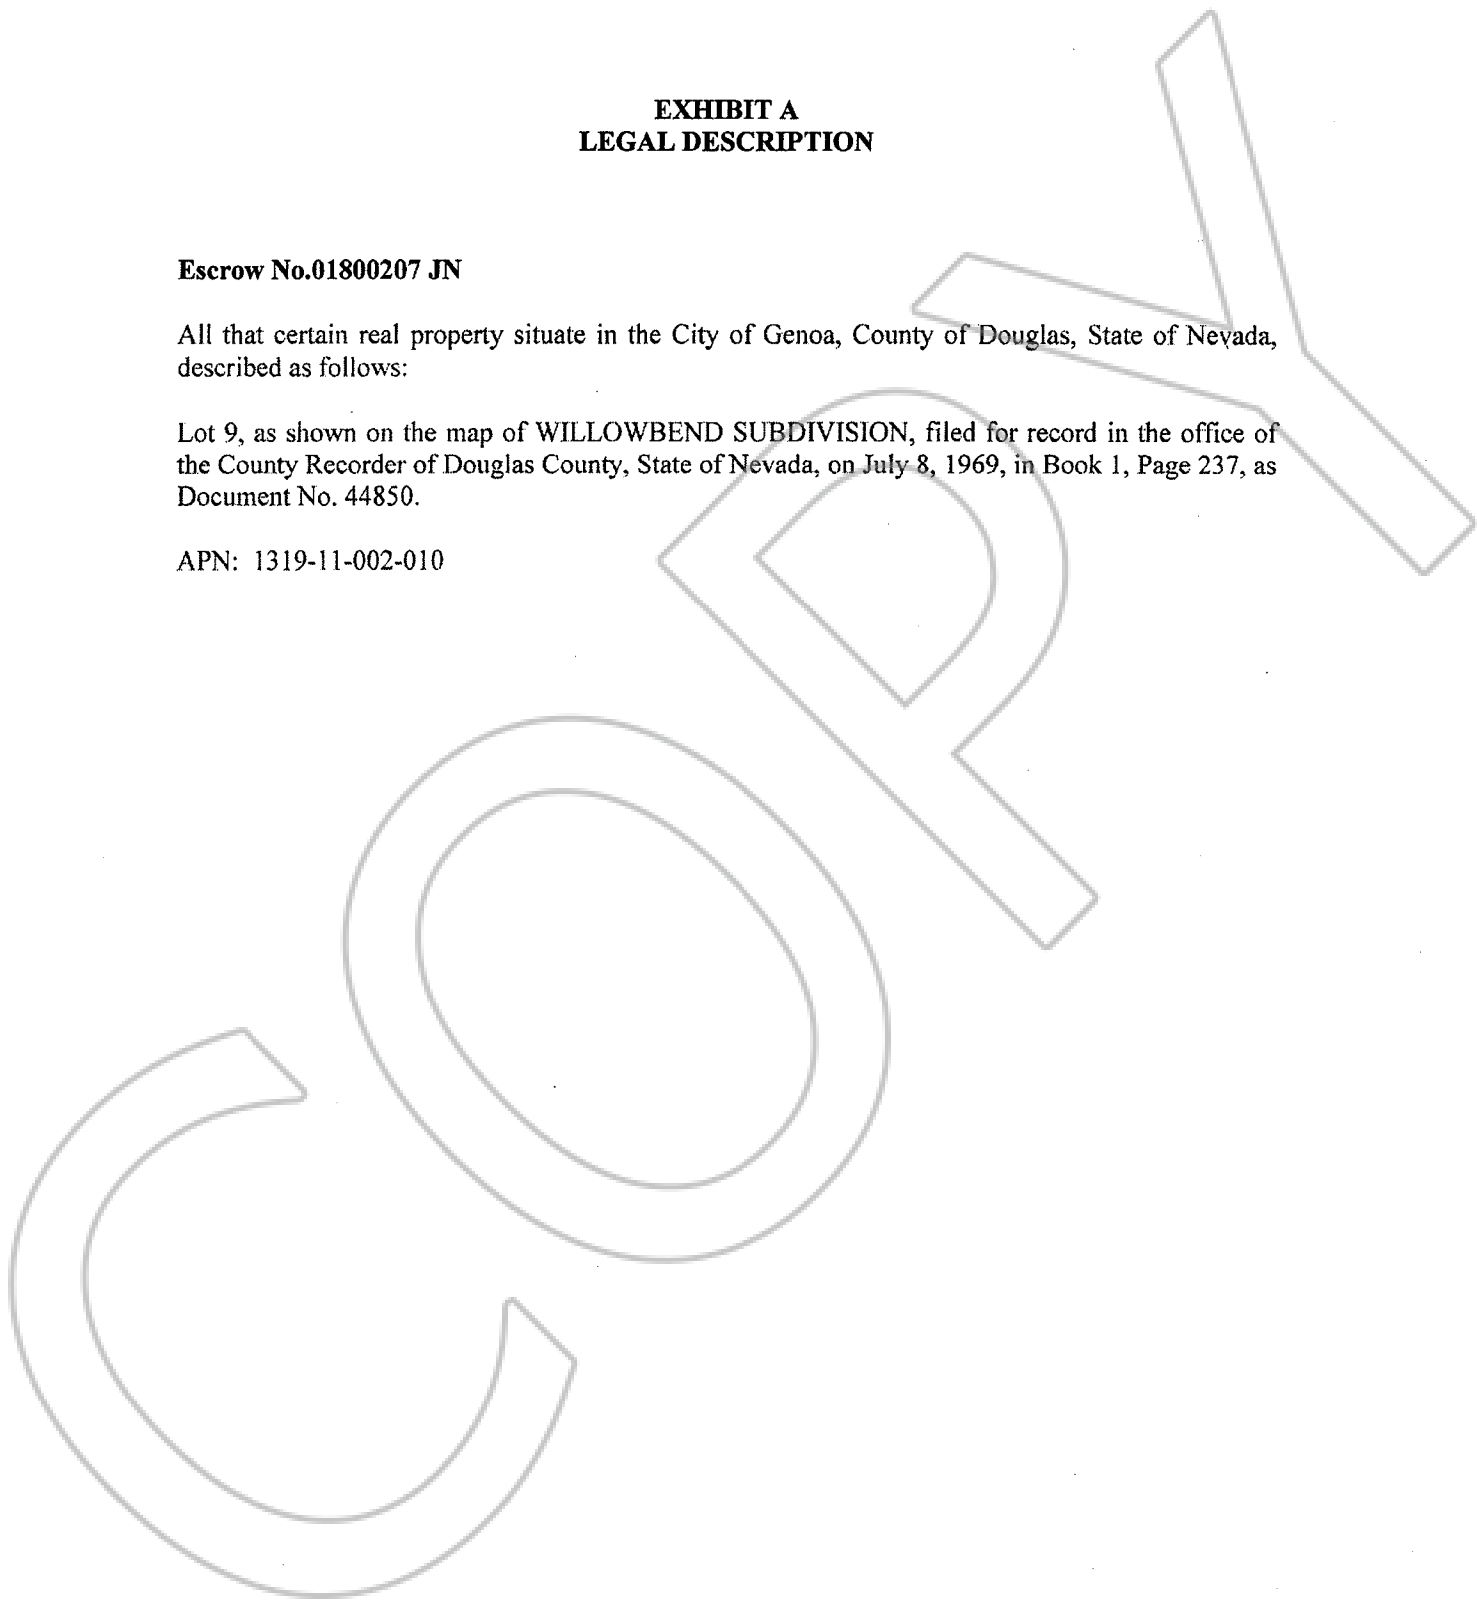 EXHIBIT A
LEGAL DESCRIPTION
Escrow No.01800207 JN
All that certain real property situate in the City of Genoa, County of Douglas, State of Nevada,
described as follows:
Lot 9, as shown on the map of WILLOWBEND SUBDIVISION, filed for record in the office of
the County Recorder of Douglas County, State of Nevada, on July 8, 1969, in Book 1, Page 237, as
Document No. 44850.
APN: 1319-11-002-010
COPY